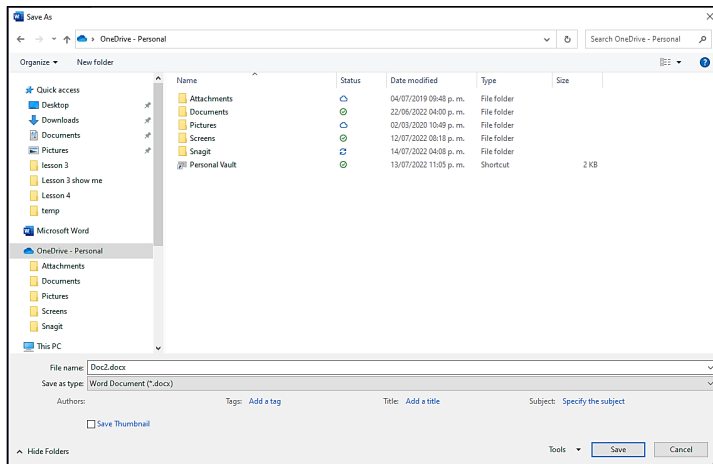 Save As
OneDrive - Personal
Search OneDrive - Personal
Organize
New folder
Name Status Date modified Type Size
Quick access
Desktop
Downloads
Documents
Pictures
lesson 3
Lesson 3 show me
Lesson 4
temp
Microsoft Word
OneDrive - Personal
Attachments
Documents
Pictures
Screens
Snagit
This PC
Attachments 04/07/2019 09:48 p. m. File folder
Documents 22/06/2022 04:00 p. m. File folder
Pictures 02/03/2020 10:49 p. m. File folder
Screens 12/07/2022 08:18 p. m. File folder
Snagit 14/07/2022 04:08 p. m. File folder
Personal Vault 13/07/2022 11:05 p. m. Shortcut 2 KB
File name: Doc2.docx
Save as type: Word Document (*.docx)
Authors: Tags: Add a tag Title: Add a title Subject: Specify the subject
Save Thumbnail
Hide Folders
Tools Save Cancel